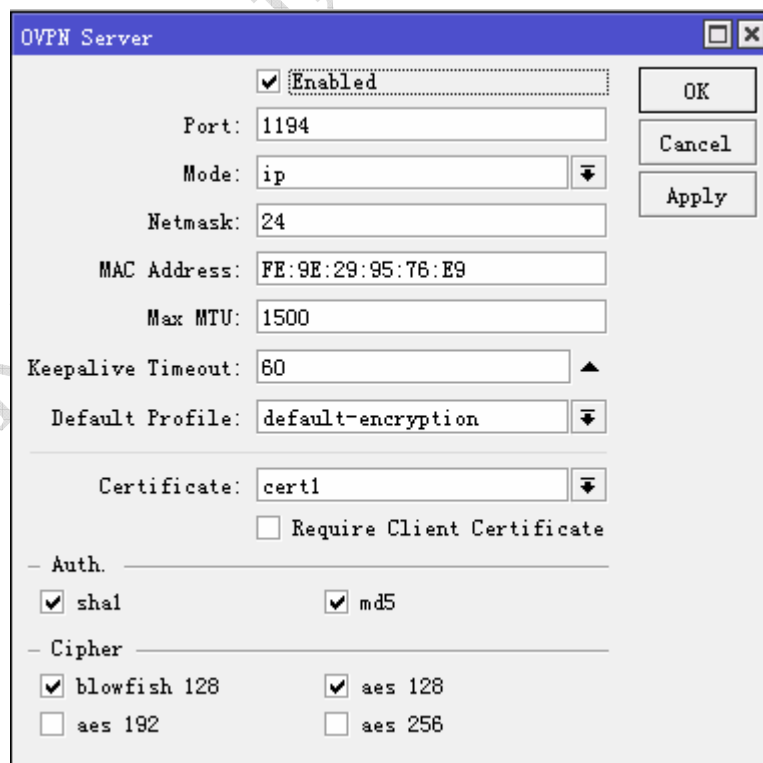 OVPN Server
Enabled
OK
Port: 1194
Cancel
Mode: ip
Apply
Netmask: 24
MAC Address: FE:9E:29:95:76:E9
Max MTU: 1500
Keepalive Timeout: 60
Default Profile: default-encryption
Certificate: cert1
Require Client Certificate
Auth.
sha1 md5
Cipher
blowfish 128 aes 128
aes 192 aes 256